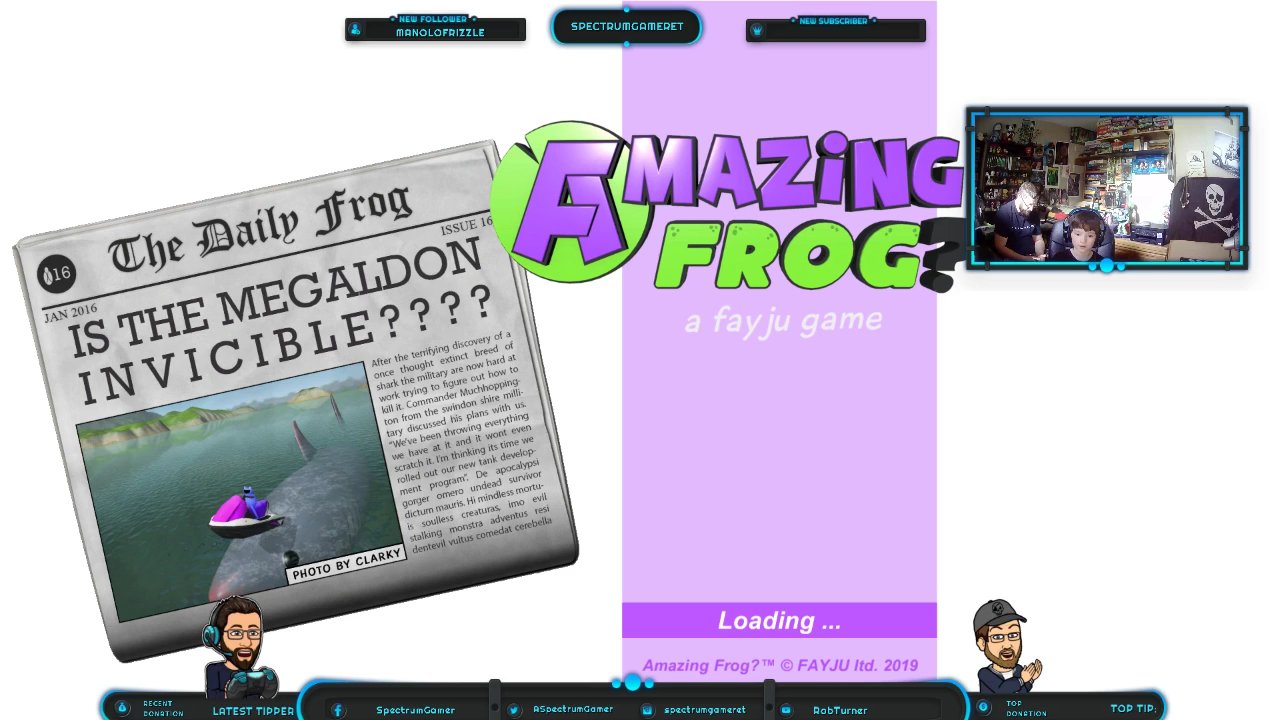 NEW FOLLOWER
MANOLOFRIZZLE
SPECTRUMGAMERET
NEW SUBSCRIBER
The Daily Frog
ISSUE 16
16
JAN 2016
IS THE MEGALDON
INVICIBLE????
After the terrifying discovery of a
once thought extinct breed of
shark the military are now hard at
work trying to figure out how to
kill it. Commander Muchhopping-
ton from the swindon shire mili-
tary discussed his plans with us.
"We've been throwing everything
we have at it and it wont even
scratch it. I'm thinking its time we
rolled out our new tank develop-
ment program". De apocalypsi
gorger omero undead survivor
dictum mauris. Hi mindless mortu-
is soulless creaturas, imo evil
stalking monstra adventus resi
dentevil vultus comedat cerebella
PHOTO BY CLARKY
AMAZiNG
FROG?
a fayju game
Loading ...
Amazing Frog?™ © FAYJU ltd. 2019
RECENT
DONATION
LATEST TIPPER
SpectrumGamer
ASpectrumGamer
spectrumgameret
RobTurner
TOP
DONATION
TOP TIP: